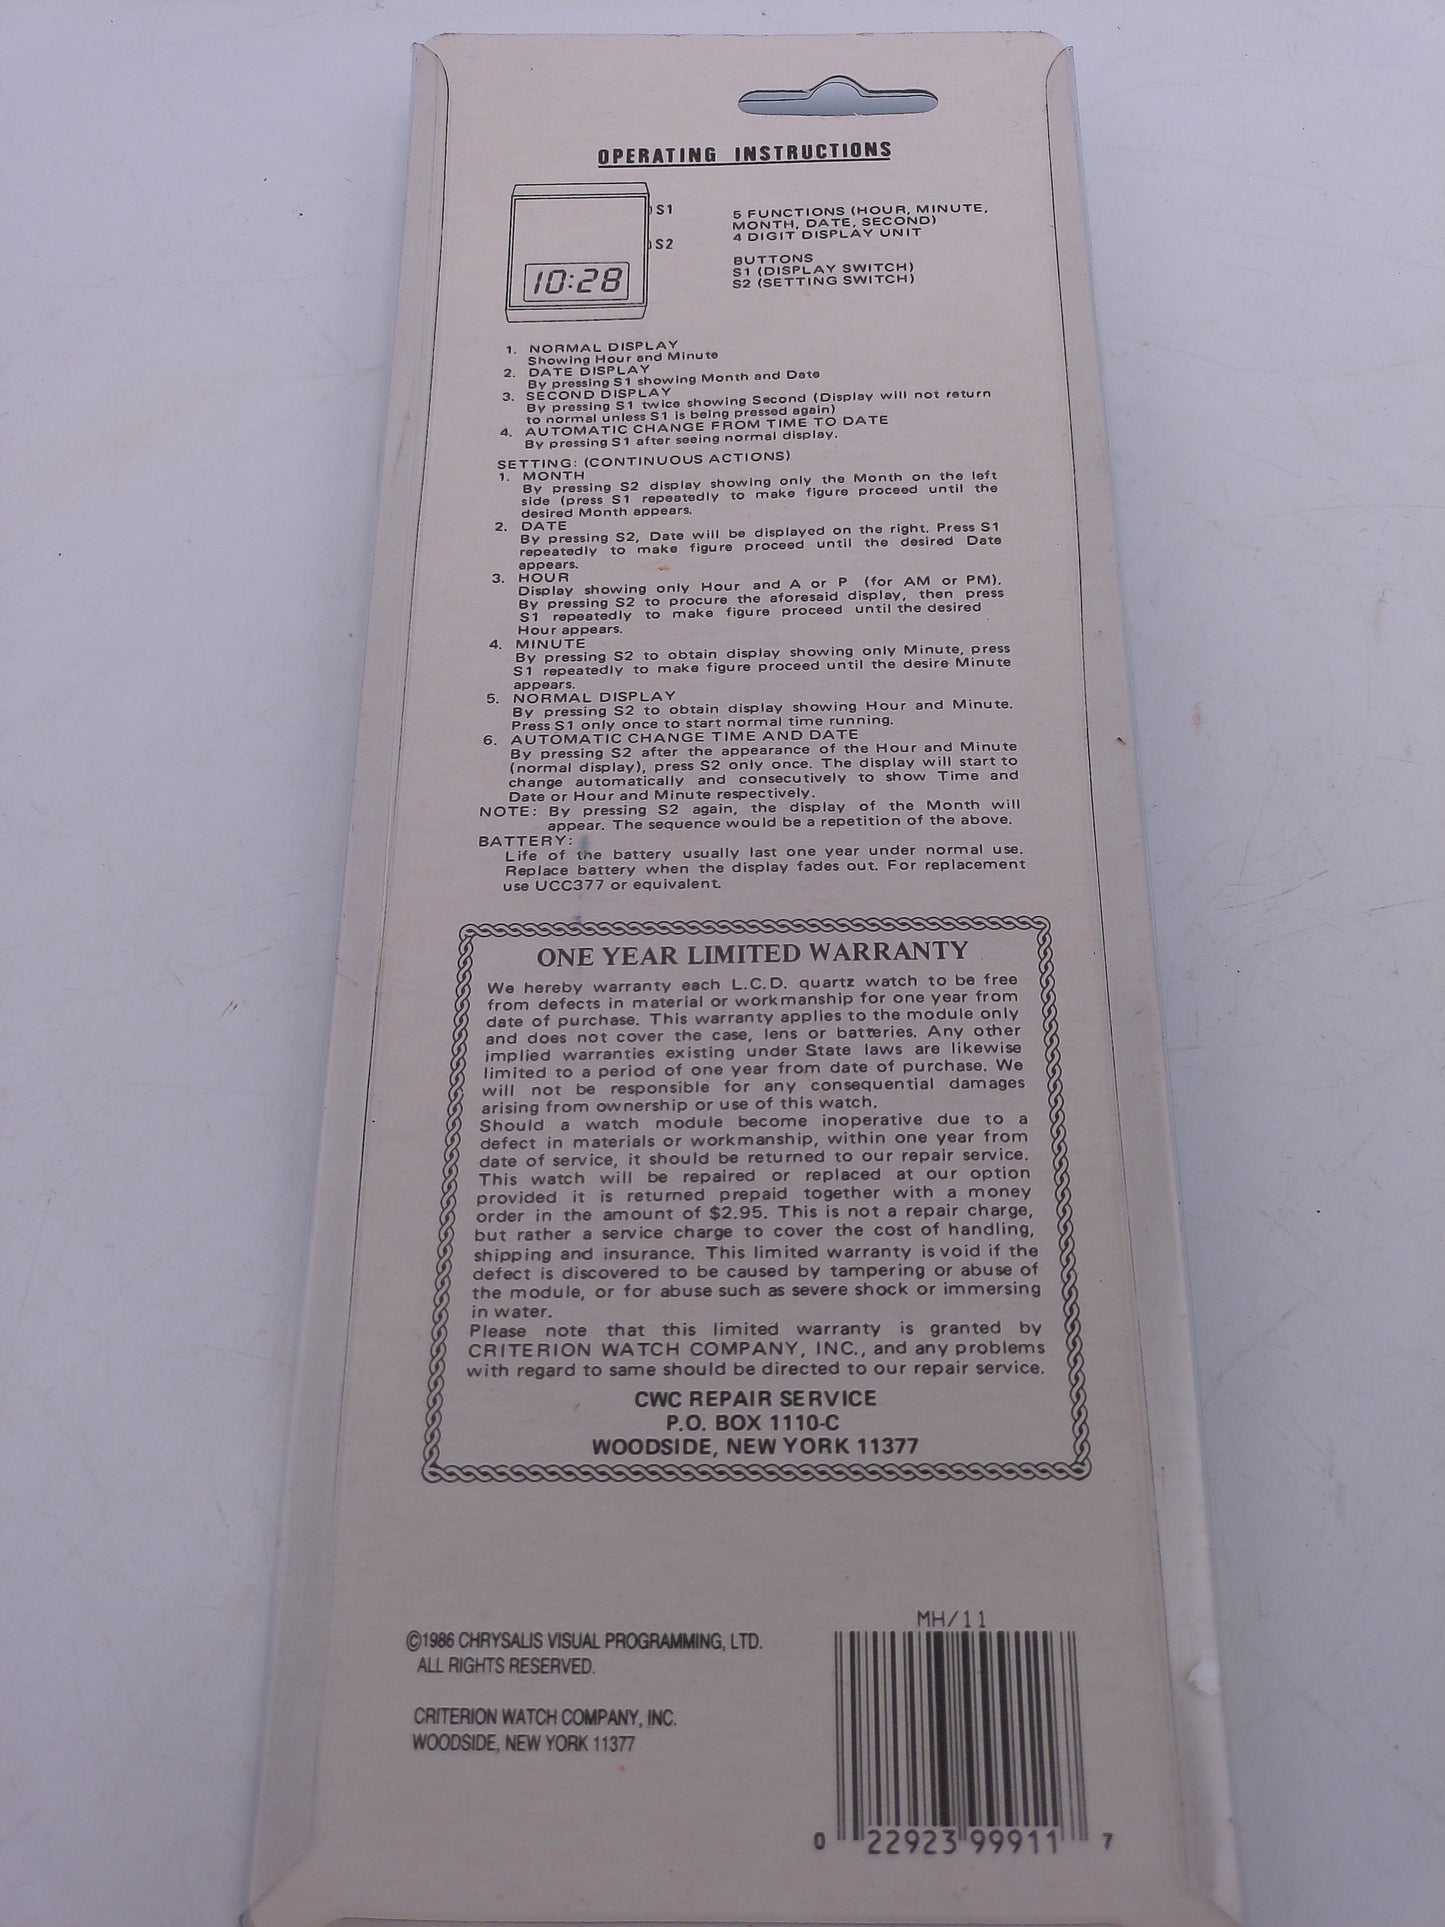 OPERATING INSTRUCTIONS
S1
S2
10:28
5 FUNCTIONS (HOUR, MINUTE,
MONTH, DATE, SECOND)
4 DIGIT DISPLAY UNIT
BUTTONS
S1 (DISPLAY SWITCH)
S2 (SETTING SWITCH)
1. NORMAL DISPLAY
Showing Hour and Minute
2. DATE DISPLAY
By pressing S1 showing Month and Date
3. SECOND DISPLAY
By pressing S1 twice showing Second (Display will not return
to normal unless S1 is being pressed again)
4. AUTOMATIC CHANGE FROM TIME TO DATE
By pressing S1 after seeing normal display.
SETTING: (CONTINUOUS ACTIONS)
1. MONTH
By pressing S2 display showing only the Month on the left
side (press S1 repeatedly to make figure proceed until the
desired Month appears.
2. DATE
By pressing S2, Date will be displayed on the right. Press S1
repeatedly to make figure proceed until the desired Date
appears.
3. HOUR
Display showing only Hour and A or P (for AM or PM).
By pressing S2 to procure the aforesaid display, then press
S1 repeatedly to make figure proceed until the desired
Hour appears.
4. MINUTE
By pressing S2 to obtain display showing only Minute, press
S1 repeatedly to make figure proceed until the desire Minute
appears.
5. NORMAL DISPLAY
By pressing S2 to obtain display showing Hour and Minute.
Press S1 only once to start normal time running.
6. AUTOMATIC CHANGE TIME AND DATE
By pressing S2 after the appearance of the Hour and Minute
(normal display), press S2 only once. The display will start to
change automatically and consecutively to show Time and
Date or Hour and Minute respectively.
NOTE: By pressing S2 again, the display of the Month will
appear. The sequence would be a repetition of the above.
BATTERY:
Life of the battery usually last one year under normal use.
Replace battery when the display fades out. For replacement
use UCC377 or equivalent.
ONE YEAR LIMITED WARRANTY
We hereby warranty each L.C.D. quartz watch to be free
from defects in material or workmanship for one year from
date of purchase. This warranty applies to the module only
and does not cover the case, lens or batteries. Any other
implied warranties existing under State laws are likewise
limited to a period of one year from date of purchase. We
will not be responsible for any consequential damages
arising from ownership or use of this watch.
Should a watch module become inoperative due to a
defect in materials or workmanship, within one year from
date of service, it should be returned to our repair service.
This watch will be repaired or replaced at our option
provided it is returned prepaid together with a money
order in the amount of $2.95. This is not a repair charge,
but rather a service charge to cover the cost of handling,
shipping and insurance. This limited warranty is void if the
defect is discovered to be caused by tampering or abuse of
the module, or for abuse such as severe shock or immersing
in water.
Please note that this limited warranty is granted by
CRITERION WATCH COMPANY, INC., and any problems
with regard to same should be directed to our repair service.
CWC REPAIR SERVICE
P.O. BOX 1110-C
WOODSIDE, NEW YORK 11377
©1986 CHRYSALIS VISUAL PROGRAMMING, LTD.
ALL RIGHTS RESERVED.
CRITERION WATCH COMPANY, INC.
WOODSIDE, NEW YORK 11377
MH/11
0 22923 99911 7